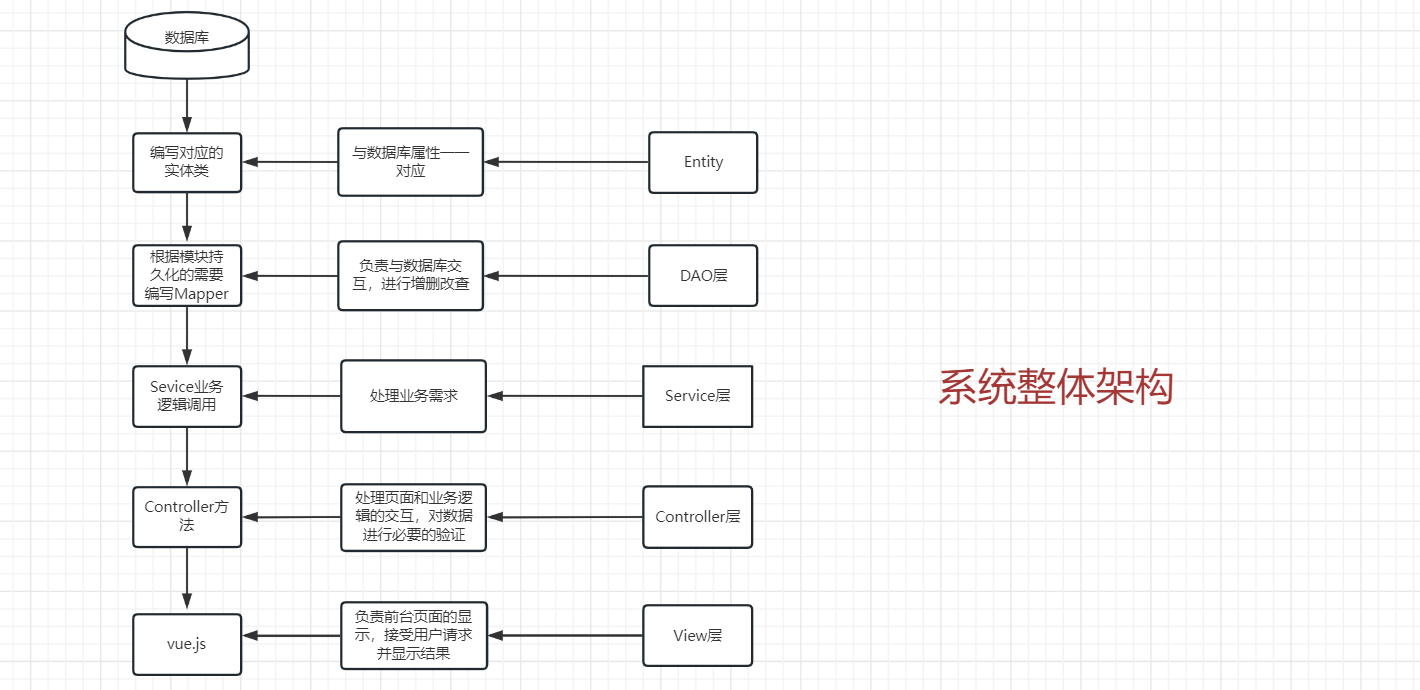 数据库
编写对应的
实体类
与数据库属性一一
对应
Entity
根据模块持
久化的需要
编写Mapper
负责与数据库交
互，进行增删改查
DAO层
Sevice业务
逻辑调用
处理业务需求
Service层
系统整体架构
Controller方
法
处理页面和业务逻
辑的交互，对数据
进行必要的验证
Controller层
vue.js
负责前台页面的显
示，接受用户请求
并显示结果
View层